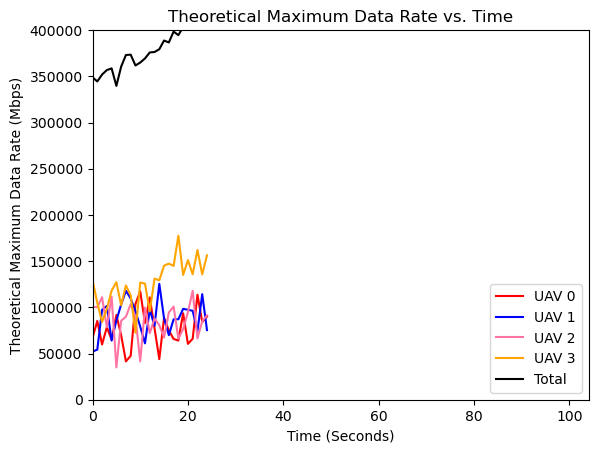 Theoretical Maximum Data Rate vs. Time
Theoretical Maximum Data Rate (Mbps)
400000
350000
300000
250000
200000
150000
100000
50000
0
0
20
40
60
80
100
Time (Seconds)
UAV 0
UAV 1
UAV 2
UAV 3
Total